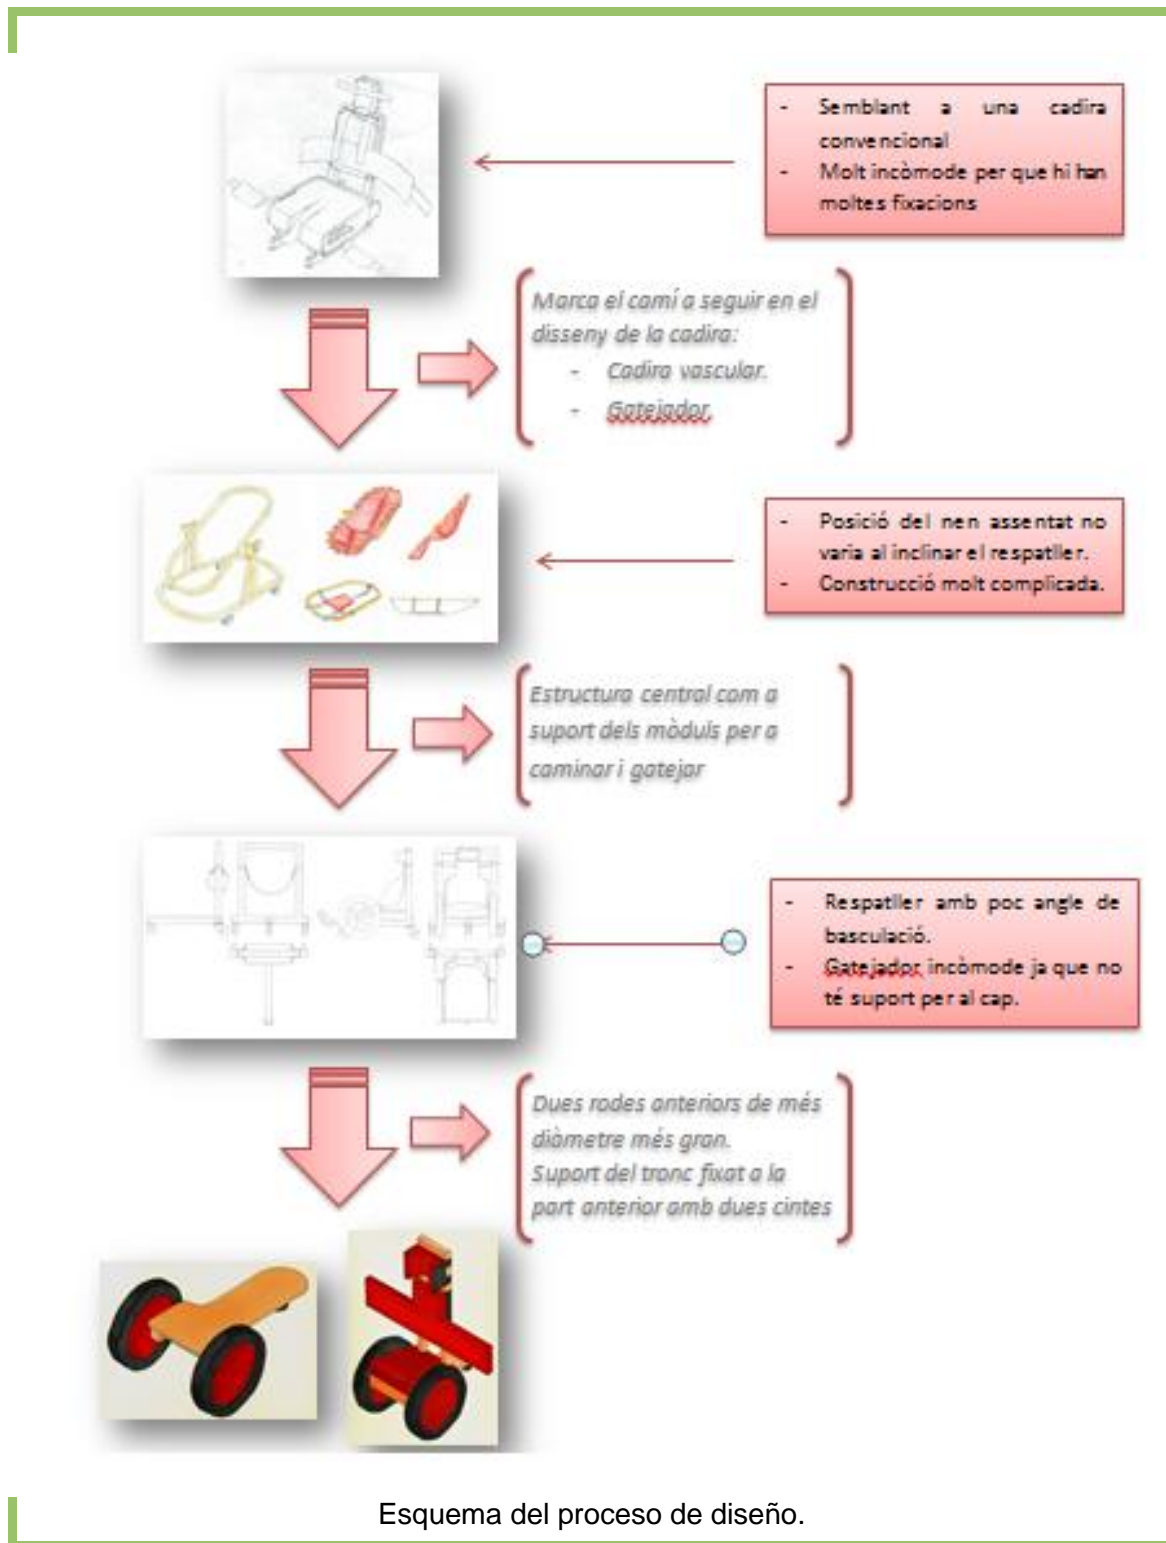 - Semblant a una cadira
convencional
- Molt incòmode per que hi han
moltes fixacions
Marca el camí a seguir en el
disseny de la cadira:
- Cadira vascular.
- Gatejador.
- Posició del nen assentat no
varia al inclinar el respatller.
- Construcció molt complicada.
Estructura central com a
suport dels mòduls per a
caminar i gatejar
- Respatller amb poc angle de
basculació.
- Gatejador incòmode ja que no
té suport per al cap.
Dues rodes anteriors de més
diàmetre més gran.
Suport del tronc fixat a la
part anterior amb dues cintes
Esquema del proceso de diseño.